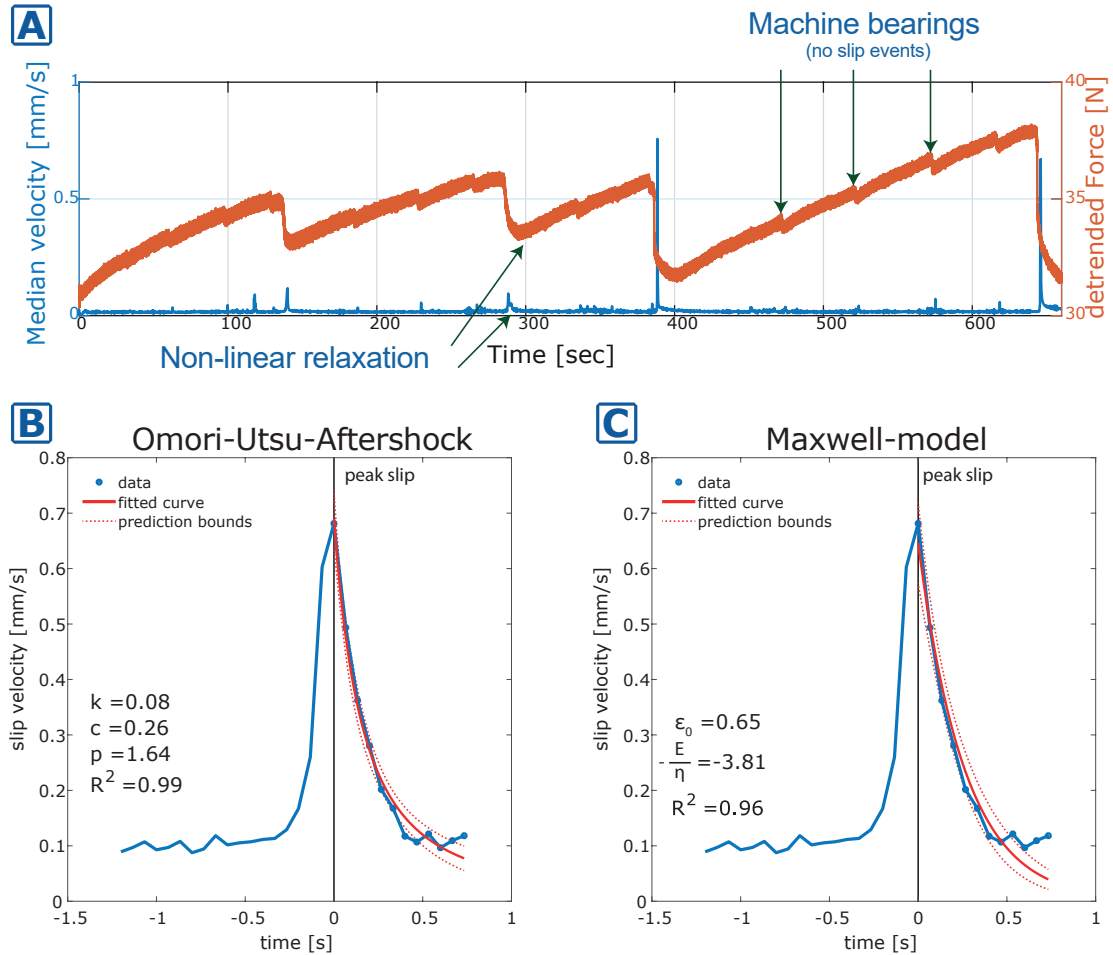 A
Machine bearings
(no slip events)
Median velocity [mm/s]
1
0.5
0
40
35
30
detrended Force [N]
0
100
200
300
400
500
600
Non-linear relaxation
Time [sec]
B
Omori-Utsu-Aftershock
0.8
0.7
0.6
0.5
0.4
0.3
0.2
0.1
0
slip velocity [mm/s]
peak slip
data
fitted curve
prediction bounds
k =0.08
c =0.26
p =1.64
R² =0.99
-1.5
-1
-0.5
0
0.5
1
time [s]
C
Maxwell-model
0.8
0.7
0.6
0.5
0.4
0.3
0.2
0.1
0
slip velocity [mm/s]
peak slip
data
fitted curve
prediction bounds
ε₀ =0.65
- E/η =-3.81
R² =0.96
-1.5
-1
-0.5
0
0.5
1
time [s]